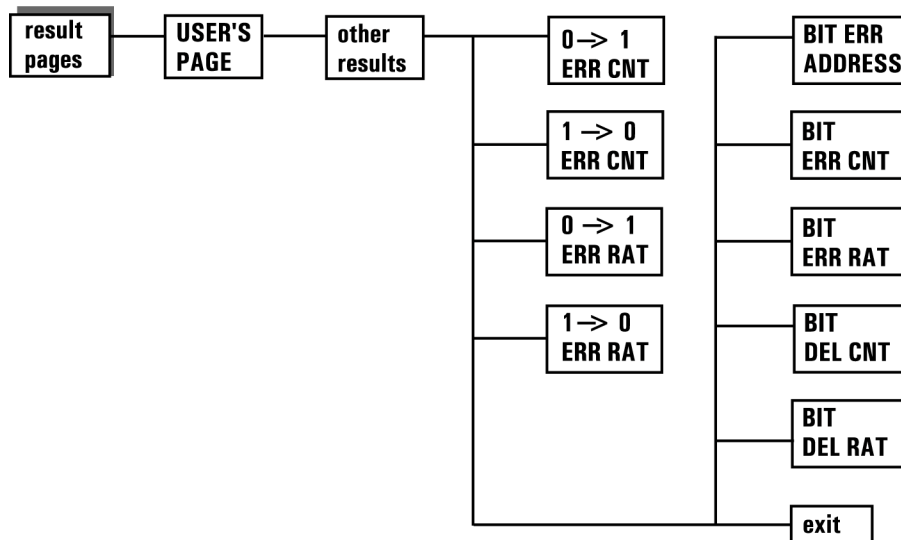 result
pages
USER'S
PAGE
other
results
0—> 1
ERR CNT
1 —> 0
ERR CNT
0 —> 1
ERR RAT
1—> 0
ERR RAT
BIT ERR
ADDRESS
BIT
ERR CNT
BIT
ERR RAT
BIT
DEL CNT
BIT
DEL RAT
exit